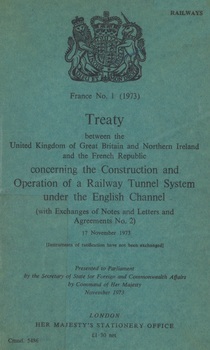 RAILWAYS
France No. 1 (1973)
Treaty
between the
United Kingdom of Great Britain and Northern Ireland
and the French Republic
concerning the Construction and
Operation of a Railway Tunnel System
under the English Channel
(with Exchanges of Notes and Letters and
Agreements No. 2)
17 November 1973
[Instruments of ratification have not been exchanged]
Presented to Parliament
by the Secretary of State for Foreign and Commonwealth Affairs
by Command of Her Majesty
November 1973
LONDON
HER MAJESTY'S STATIONERY OFFICE
Cmnd.